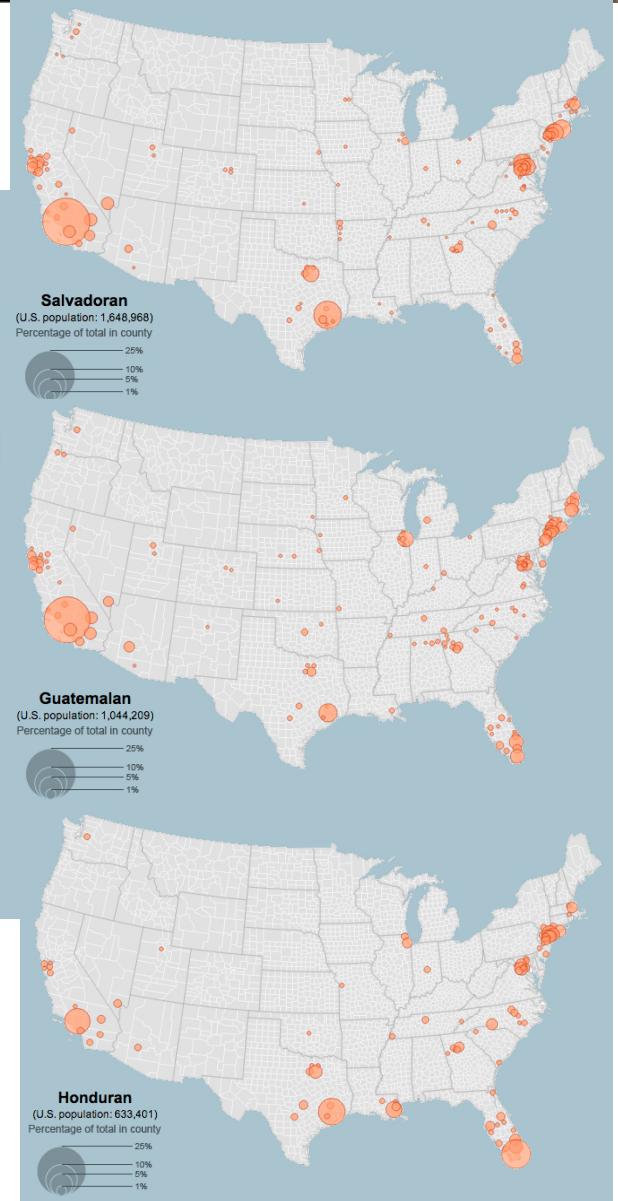 Salvadoran
(U.S. population: 1,648,968)
Percentage of total in county
25%
10%
5%
1%
Guatemalan
(U.S. population: 1,044,209)
Percentage of total in county
25%
10%
5%
1%
Honduran
(U.S. population: 633,401)
Percentage of total in county
25%
10%
5%
1%